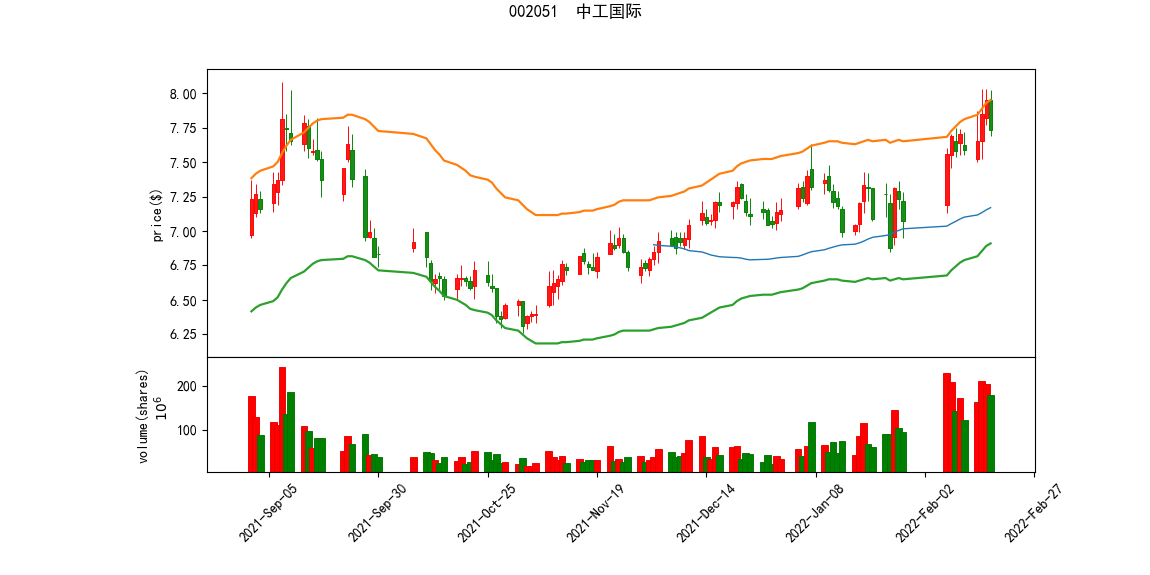 002051 中工国际
8.00
7.75
7.50
7.25
7.00
6.75
6.50
6.25
price($)
200
100
volume(shares)
10^6
2021-Sep-05
2021-Sep-30
2021-Oct-25
2021-Nov-19
2021-Dec-14
2022-Jan-08
2022-Feb-02
2022-Feb-27